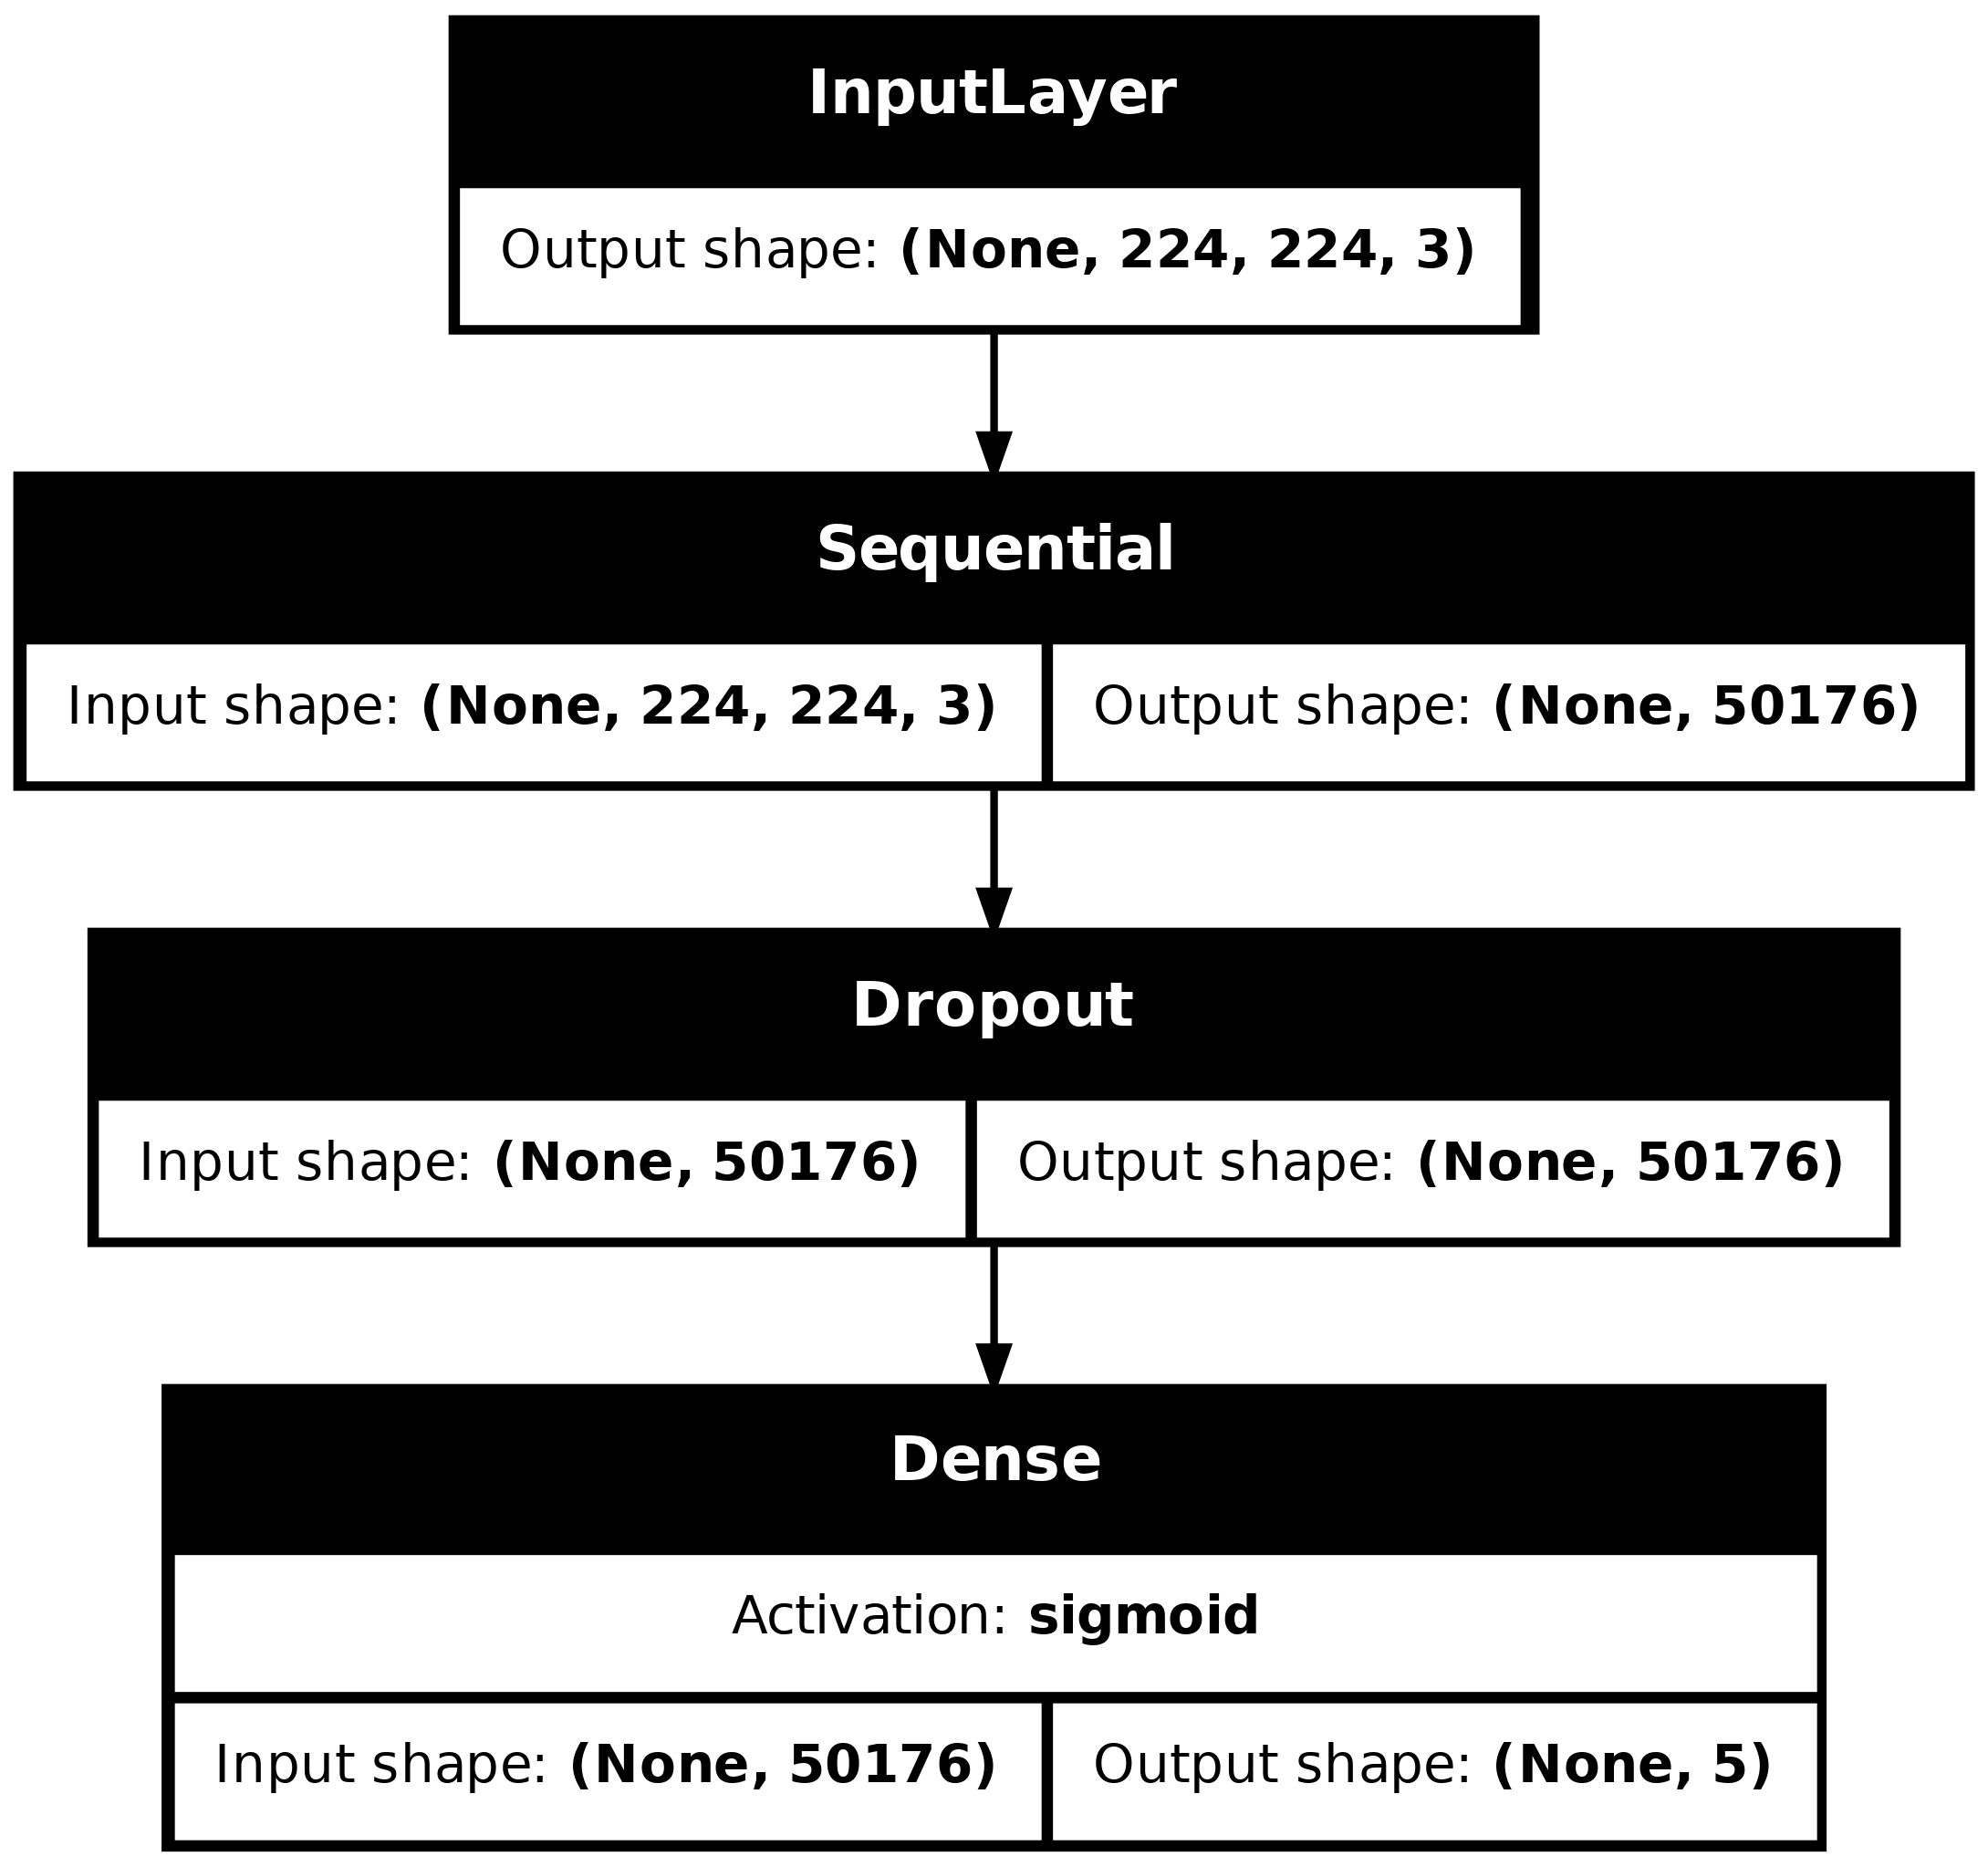 InputLayer
Output shape: (None, 224, 224, 3)
Sequential
Input shape: (None, 224, 224, 3) Output shape: (None, 50176)
Dropout
Input shape: (None, 50176) Output shape: (None, 50176)
Dense
Activation: sigmoid
Input shape: (None, 50176) Output shape: (None, 5)